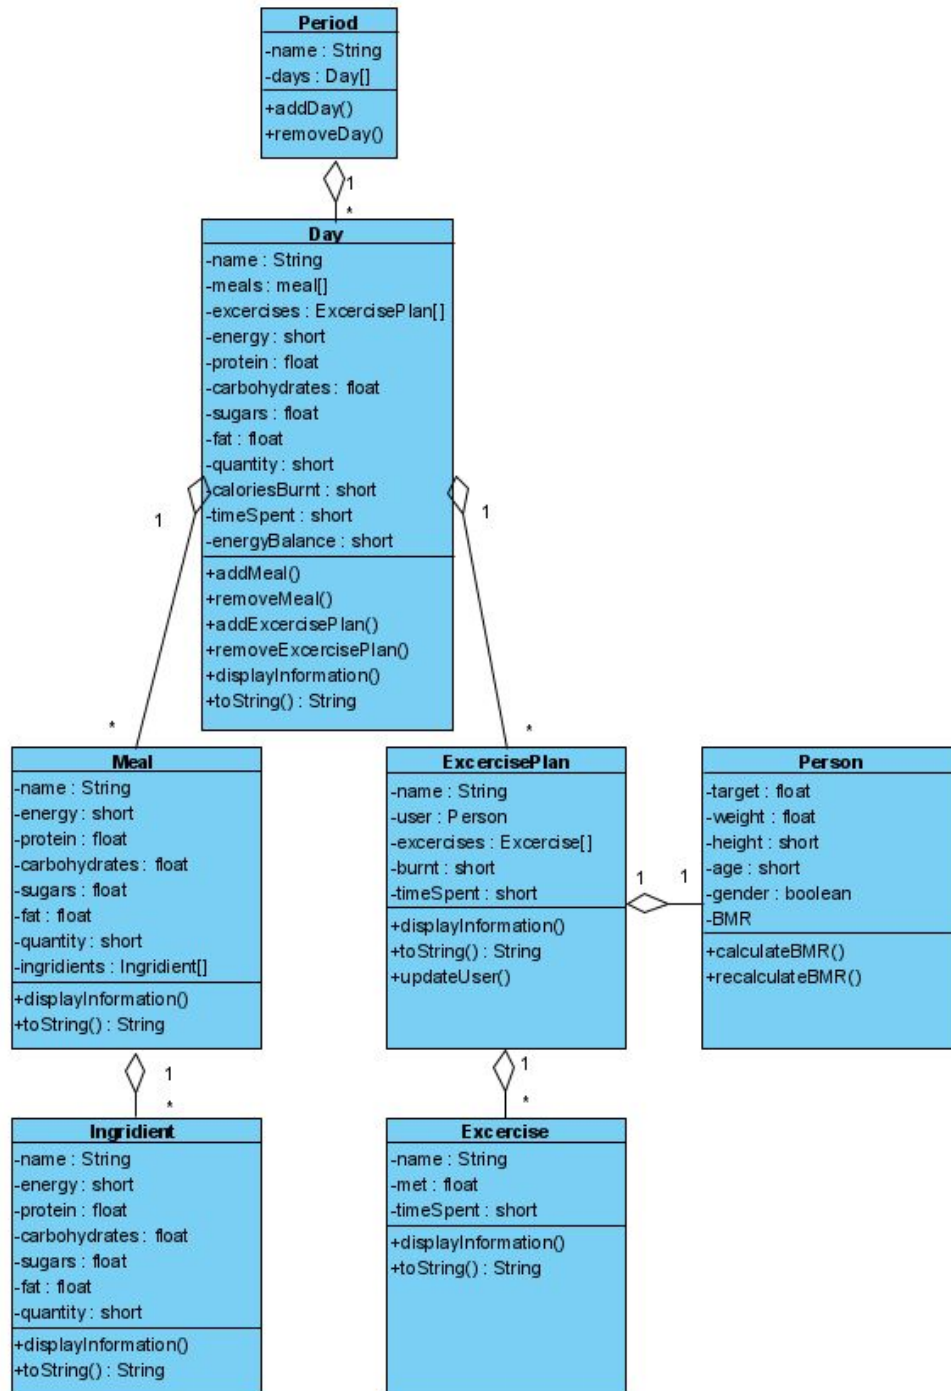 Period
-name : String
-days : Day[]
+addDay()
+removeDay()
1
*
Day
-name : String
-meals : meal[]
-excercises : ExcercisePlan[]
-energy : short
-protein : float
-carbohydrates : float
-sugars : float
-fat : float
-quantity : short
-caloriesBurnt : short
-timeSpent : short
-energyBalance : short
+addMeal()
+removeMeal()
+addExcercisePlan()
+removeExcercisePlan()
+displayInformation()
+toString() : String
1
*
1
*
Meal
-name : String
-energy : short
-protein : float
-carbohydrates : float
-sugars : float
-fat : float
-quantity : short
-ingridients : Ingridient[]
+displayInformation()
+toString() : String
ExcercisePlan
-name : String
-user : Person
-excercises : Excercise[]
-burnt : short
-timeSpent : short
+displayInformation()
+toString() : String
+updateUser()
1
1
Person
-target : float
-weight : float
-height : short
-age : short
-gender : boolean
-BMR
+calculateBMR()
+recalculateBMR()
1
*
Ingridient
-name : String
-energy : short
-protein : float
-carbohydrates : float
-sugars : float
-fat : float
-quantity : short
+displayInformation()
+toString() : String
1
*
Excercise
-name : String
-met : float
-timeSpent : short
+displayInformation()
+toString() : String